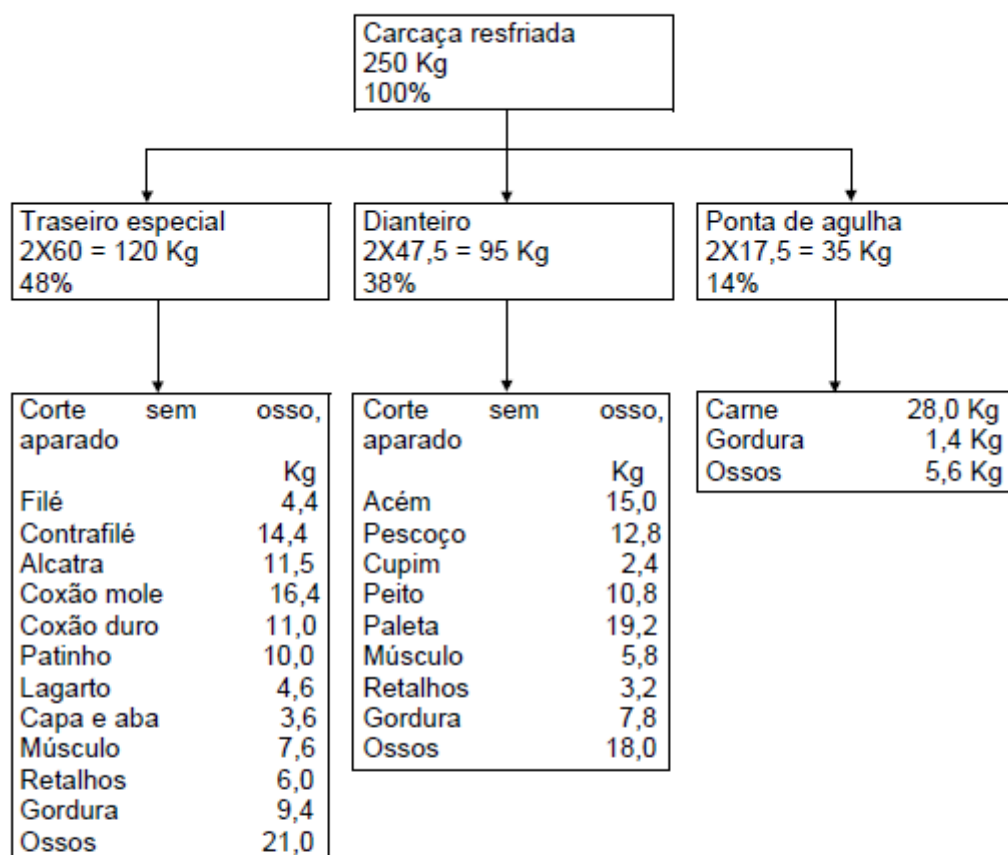 Carcaça resfriada
250 Kg
100%
Traseiro especial
2X60 = 120 Kg
48%
Dianteiro
2X47,5 = 95 Kg
38%
Ponta de agulha
2X17,5 = 35 Kg
14%
Corte sem osso,
aparado
Kg
Filé 4,4
Contrafilé 14,4
Alcatra 11,5
Coxão mole 16,4
Coxão duro 11,0
Patinho 10,0
Lagarto 4,6
Capa e aba 3,6
Músculo 7,6
Retalhos 6,0
Gordura 9,4
Ossos 21,0
Corte sem osso,
aparado
Kg
Acém 15,0
Pescoço 12,8
Cupim 2,4
Peito 10,8
Paleta 19,2
Músculo 5,8
Retalhos 3,2
Gordura 7,8
Ossos 18,0
Carne 28,0 Kg
Gordura 1,4 Kg
Ossos 5,6 Kg